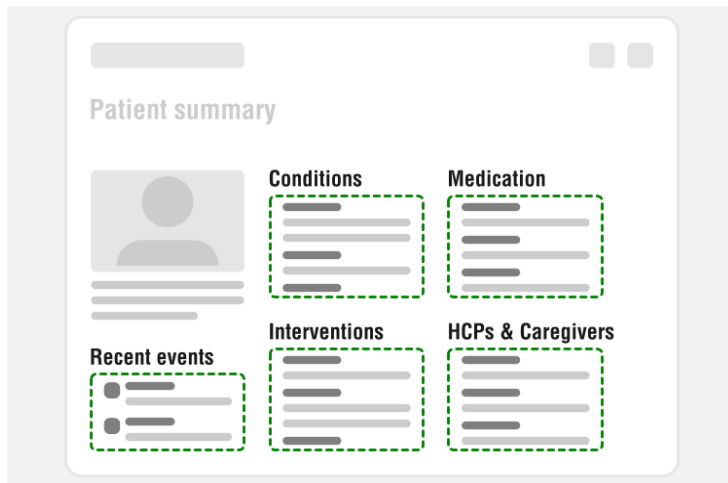 Patient summary
Conditions
Medication
Interventions
HCPs & Caregivers
Recent events